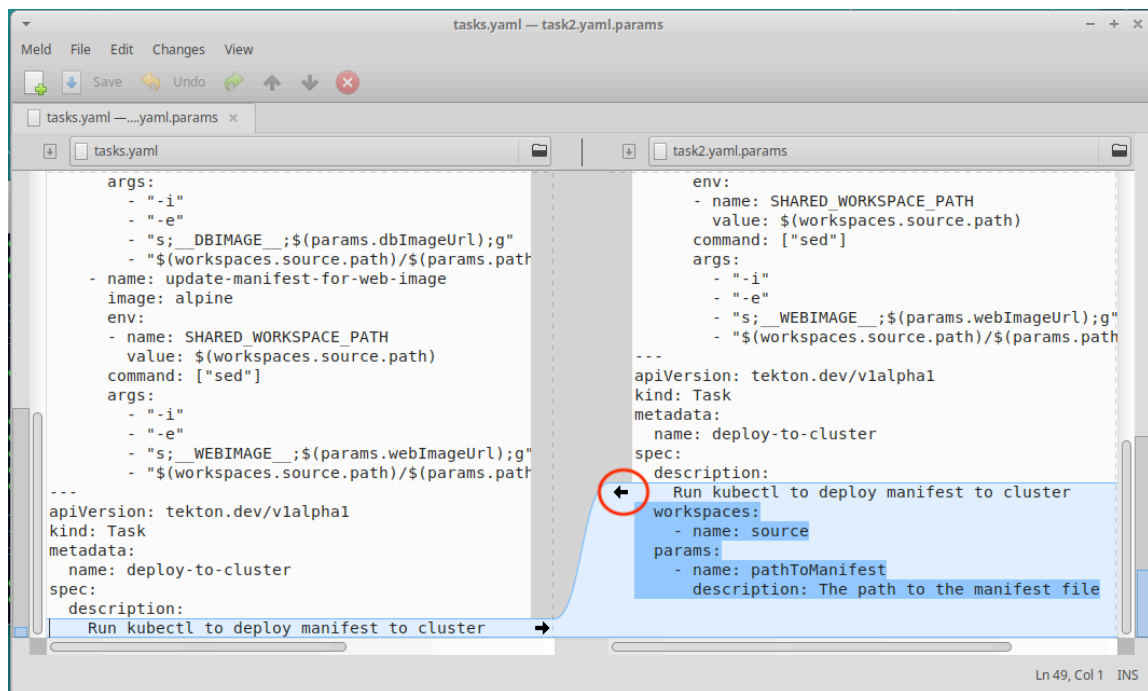 tasks.yaml — task2.yaml.params
Meld File Edit Changes View
Save Undo
tasks.yaml —....yaml.params
tasks.yaml
args:
- "-i"
- "-e"
- "s;__DBIMAGE__;$(params.dbImageUrl);g"
- "$(workspaces.source.path)/$(params.path
- name: update-manifest-for-web-image
image: alpine
env:
- name: SHARED_WORKSPACE_PATH
value: $(workspaces.source.path)
command: ["sed"]
args:
- "-i"
- "-e"
- "s;__WEBIMAGE__;$(params.webImageUrl);g"
- "$(workspaces.source.path)/$(params.path
---
apiVersion: tekton.dev/v1alpha1
kind: Task
metadata:
name: deploy-to-cluster
spec:
description:
Run kubectl to deploy manifest to cluster
task2.yaml.params
env:
- name: SHARED_WORKSPACE_PATH
value: $(workspaces.source.path)
command: ["sed"]
args:
- "-i"
- "-e"
- "s;__WEBIMAGE__;$(params.webImageUrl);g"
- "$(workspaces.source.path)/$(params.path
---
apiVersion: tekton.dev/v1alpha1
kind: Task
metadata:
name: deploy-to-cluster
spec:
description:
Run kubectl to deploy manifest to cluster
workspaces:
- name: source
params:
- name: pathToManifest
description: The path to the manifest file
Ln 49, Col 1 INS